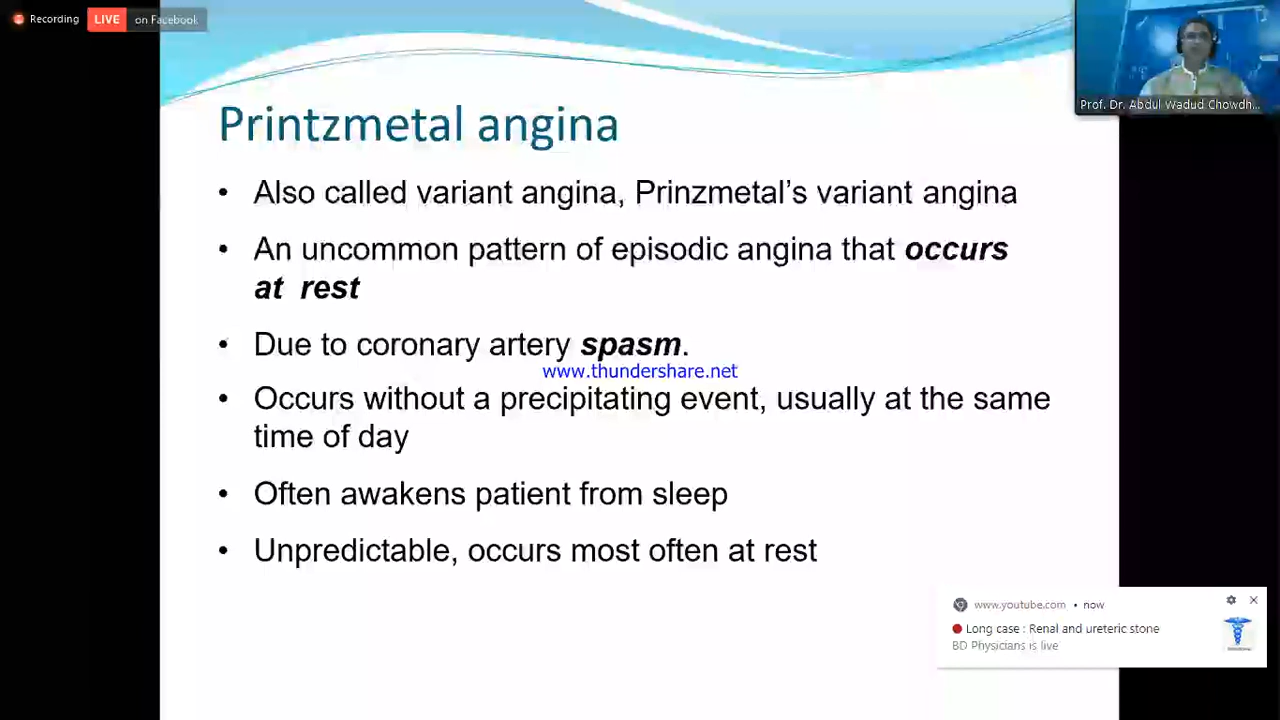 Recording
LIVE on Facebook
Prof. Dr. Abdul Wadud Chowdh...
Printzmetal angina
• Also called variant angina, Prinzmetal’s variant angina
• An uncommon pattern of episodic angina that occurs
at rest
• Due to coronary artery spasm.
www.thundershare.net
• Occurs without a precipitating event, usually at the same
time of day
• Often awakens patient from sleep
• Unpredictable, occurs most often at rest
www.youtube.com • now
Long case : Renal and ureteric stone
BD Physicians is live